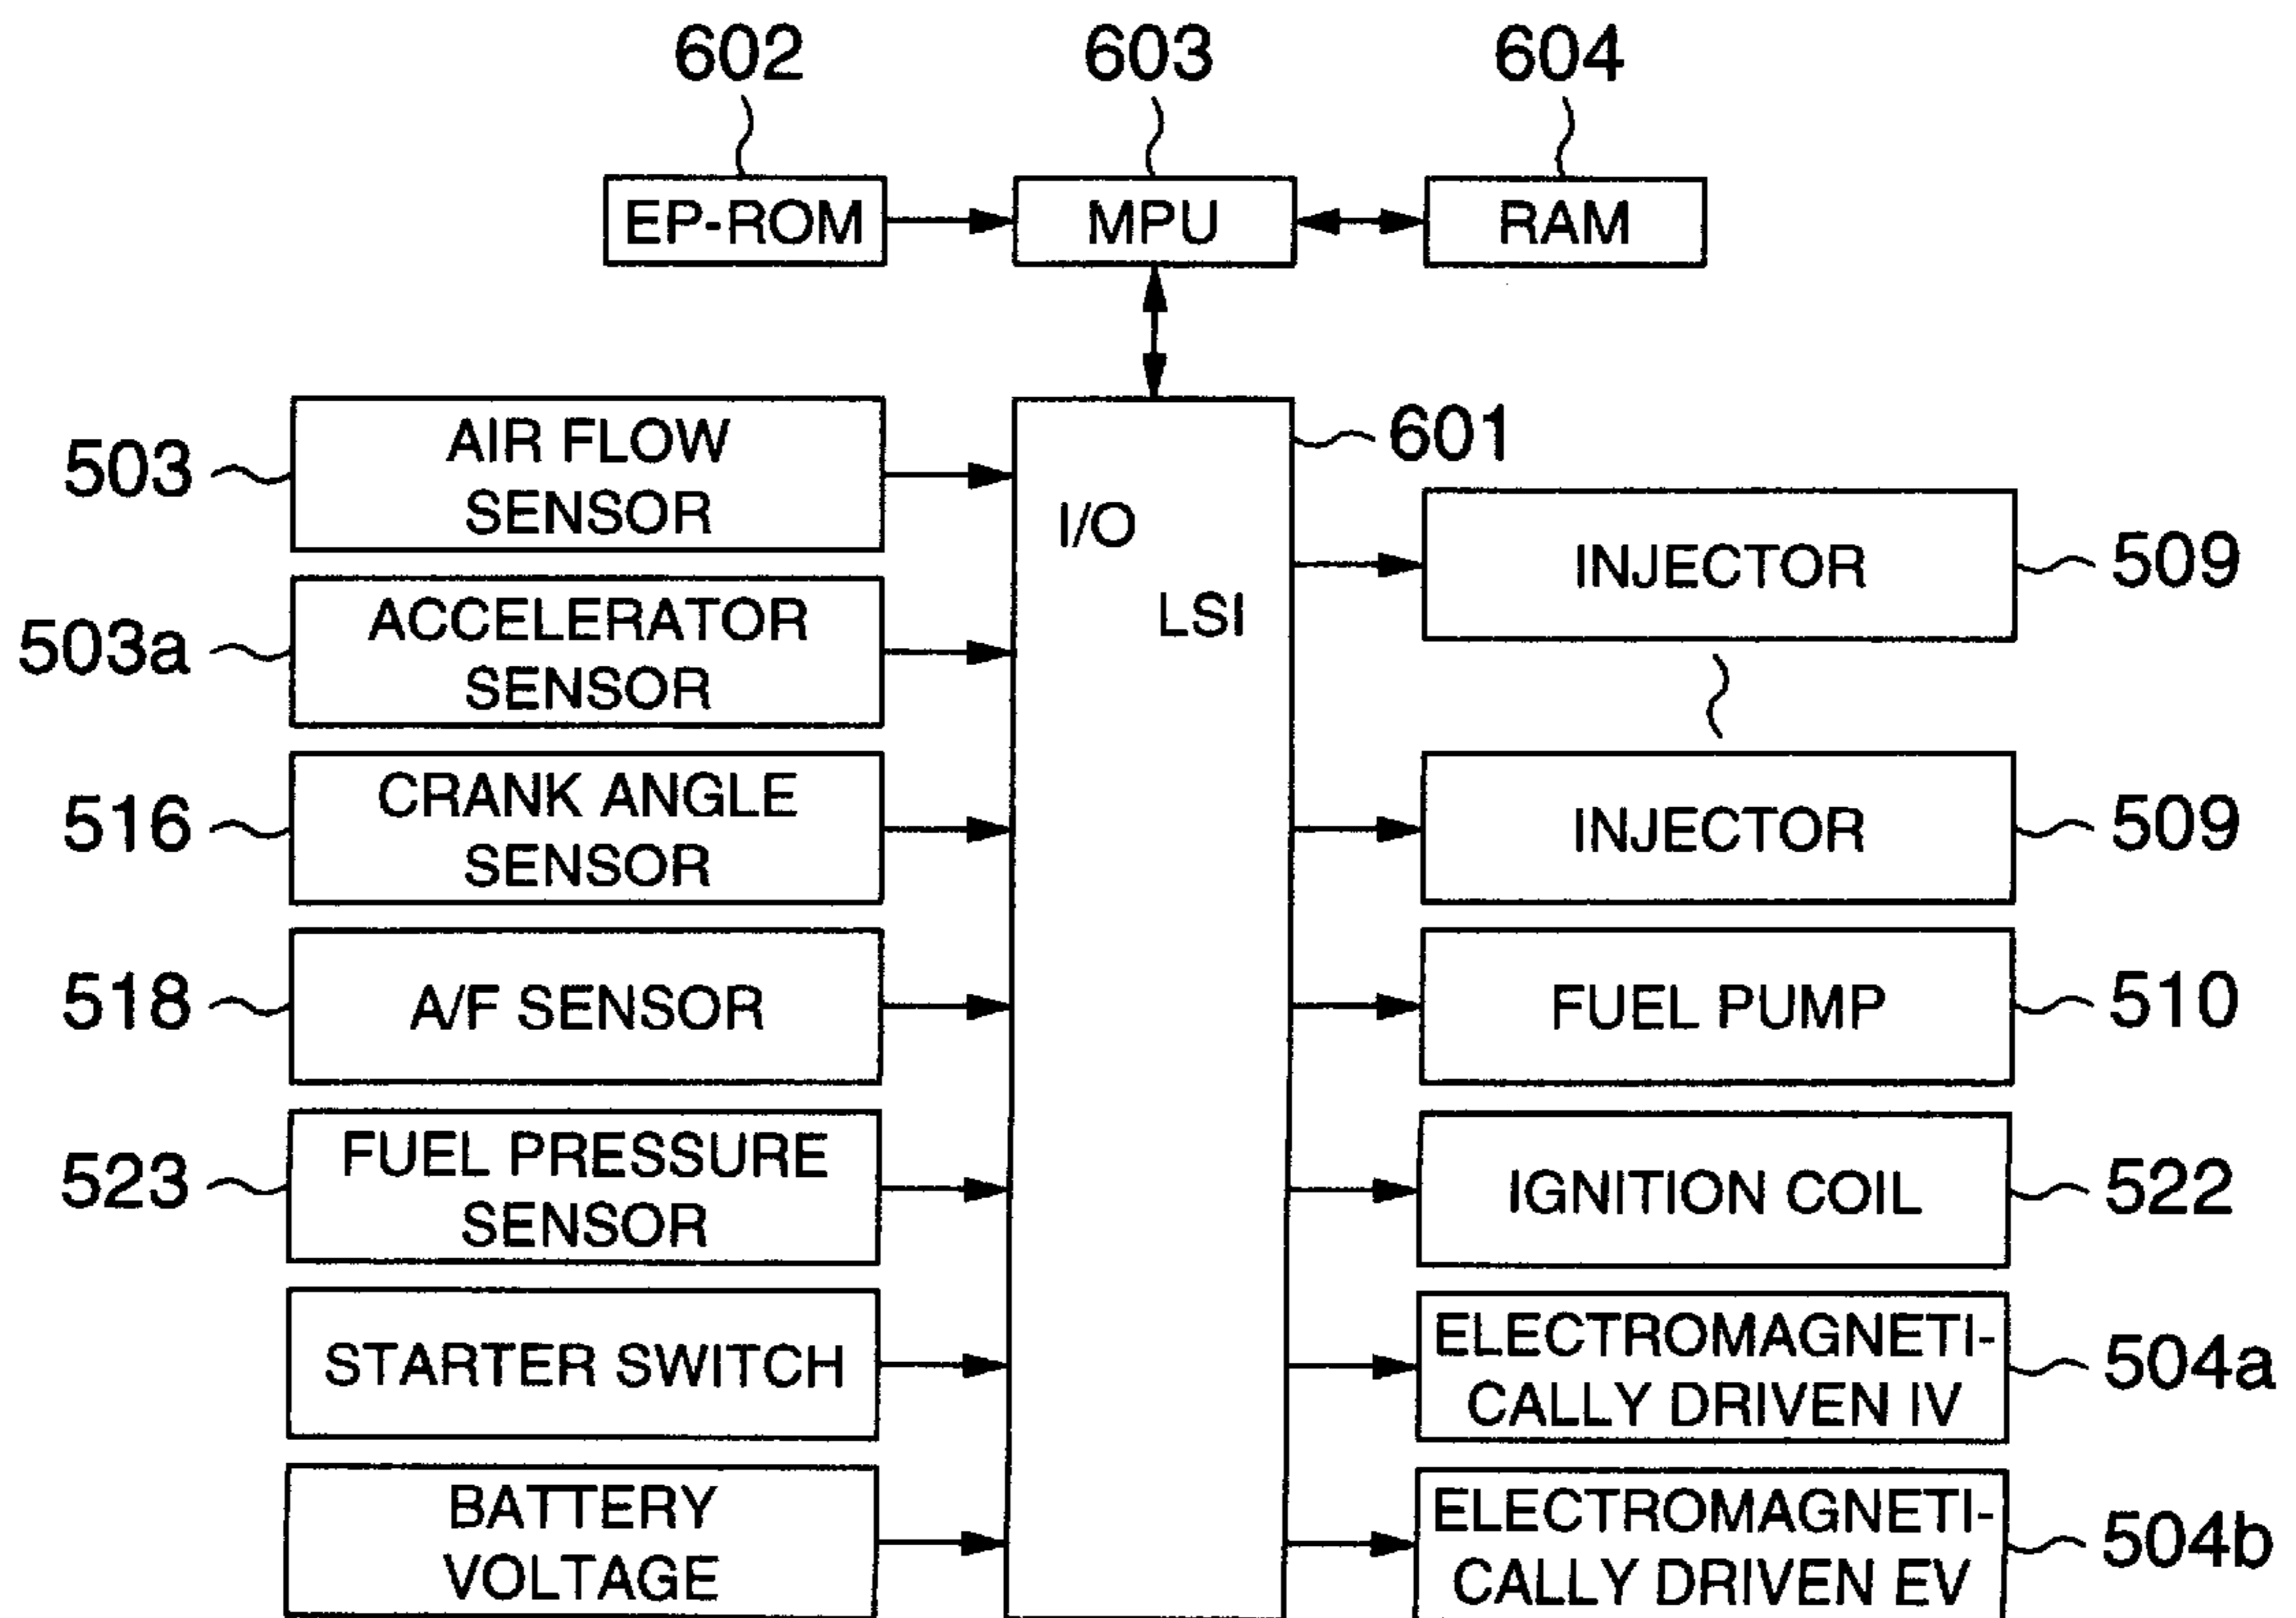 602
603
604
EP-ROM
MPU
RAM
503
AIR FLOW
SENSOR
503a
ACCELERATOR
SENSOR
516
CRANK ANGLE
SENSOR
518
A/F SENSOR
523
FUEL PRESSURE
SENSOR
STARTER SWITCH
BATTERY
VOLTAGE
601
I/O
LSI
INJECTOR
509
INJECTOR
509
FUEL PUMP
510
IGNITION COIL
522
ELECTROMAGNETI-
CALLY DRIVEN IV
504a
ELECTROMAGNETI-
CALLY DRIVEN EV
504b